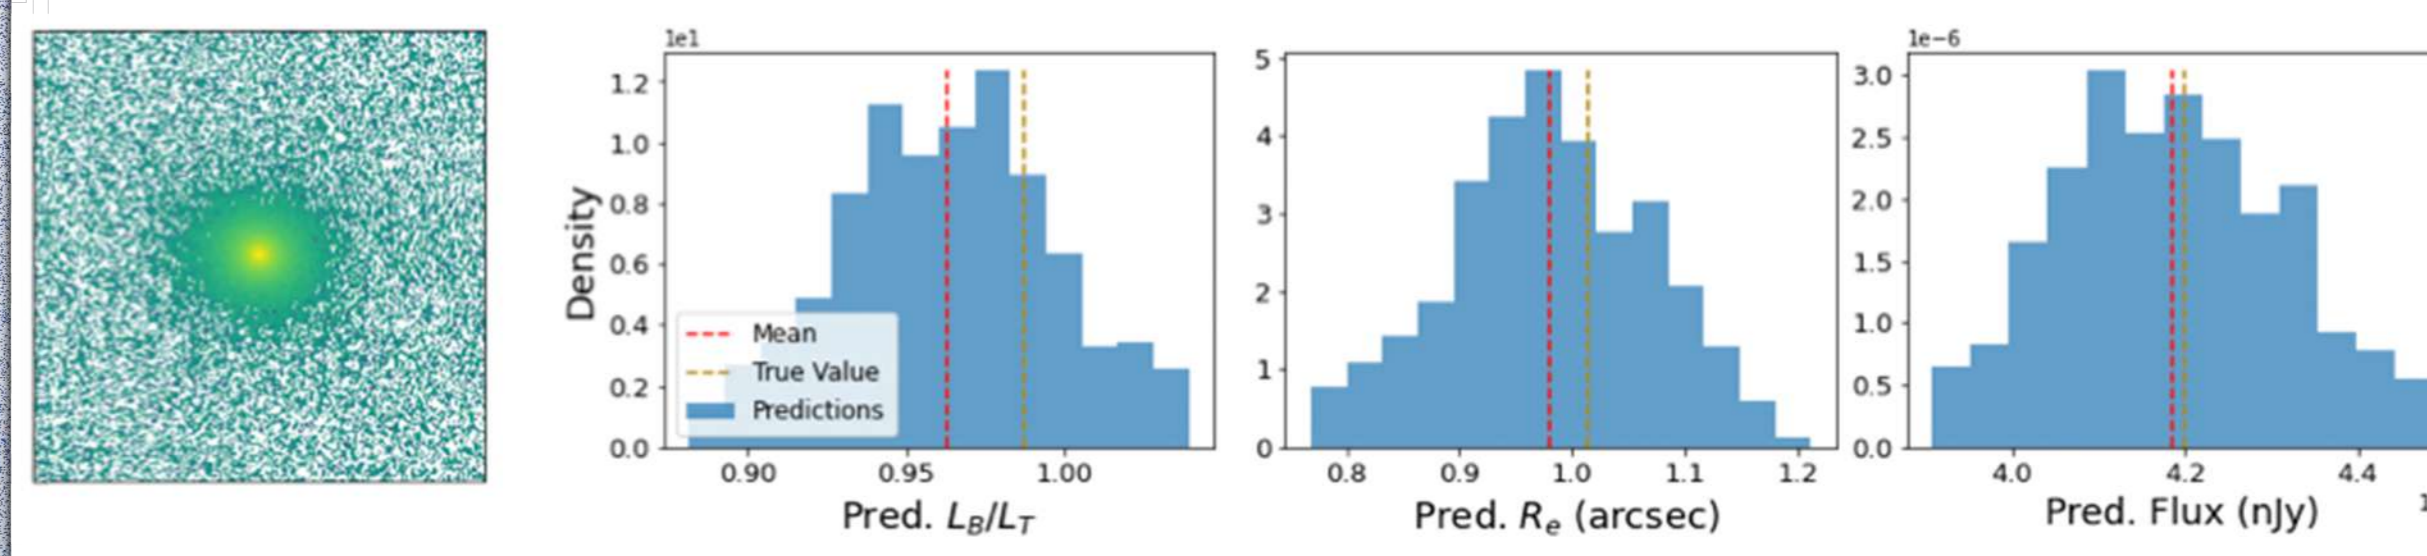 1e1
1.2
1.0
0.8
0.6
0.4
0.2
0.0
Density
Mean
True Value
Predictions
0.90 0.95 1.00
Pred. L_B/L_T
5
4
3
2
1
0
0.8 0.9 1.0 1.1 1.2
Pred. R_e (arcsec)
1e−6
3.0
2.5
2.0
1.5
1.0
0.5
0.0
4.0 4.2 4.4
Pred. Flux (nJy)